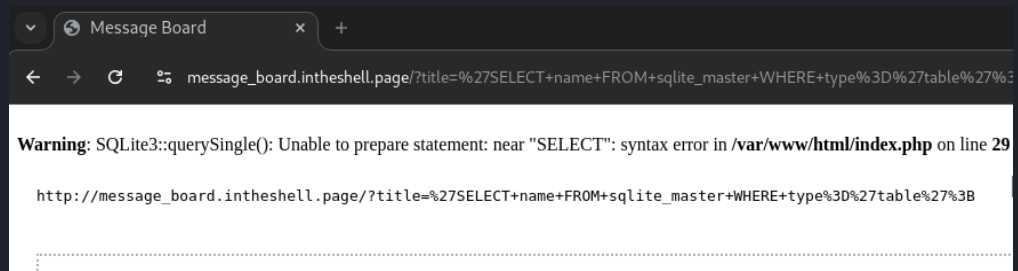 Message Board
message_board.intheshell.page/?title=%27SELECT+name+FROM+sqlite_master+WHERE+type%3D%27table%27%3
Warning: SQLite3::querySingle(): Unable to prepare statement: near "SELECT": syntax error in /var/www/html/index.php on line 29
http://message_board.intheshell.page/?title=%27SELECT+name+FROM+sqlite_master+WHERE+type%3D%27table%27%3B